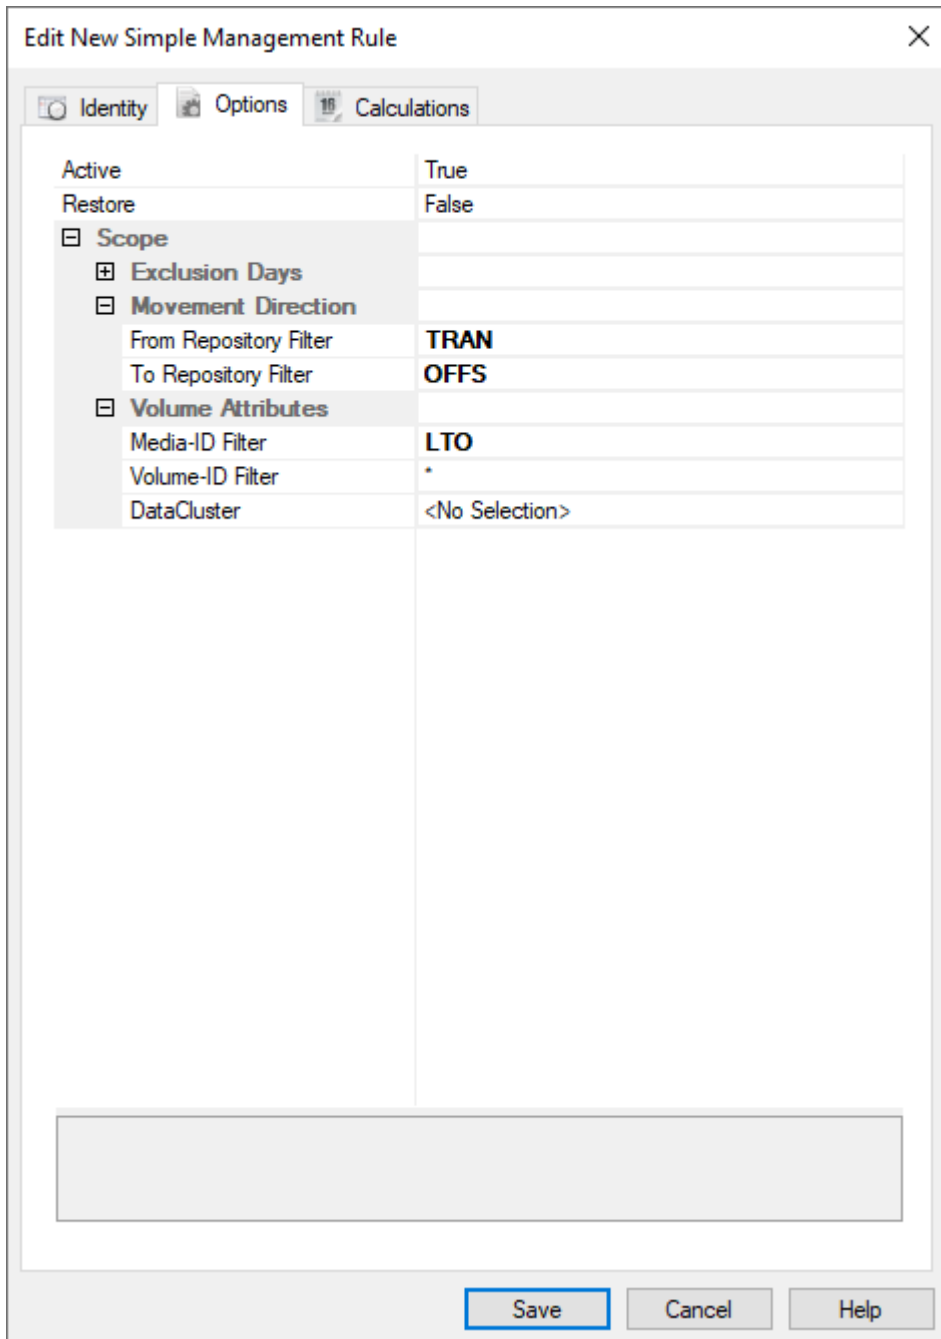 Edit New Simple Management Rule
Identity Options 16 Calculations
Active True
Restore False
Scope
Exclusion Days
Movement Direction
From Repository Filter TRAN
To Repository Filter OFFS
Volume Attributes
Media-ID Filter LTO
Volume-ID Filter *
DataCluster <No Selection>
Save Cancel Help